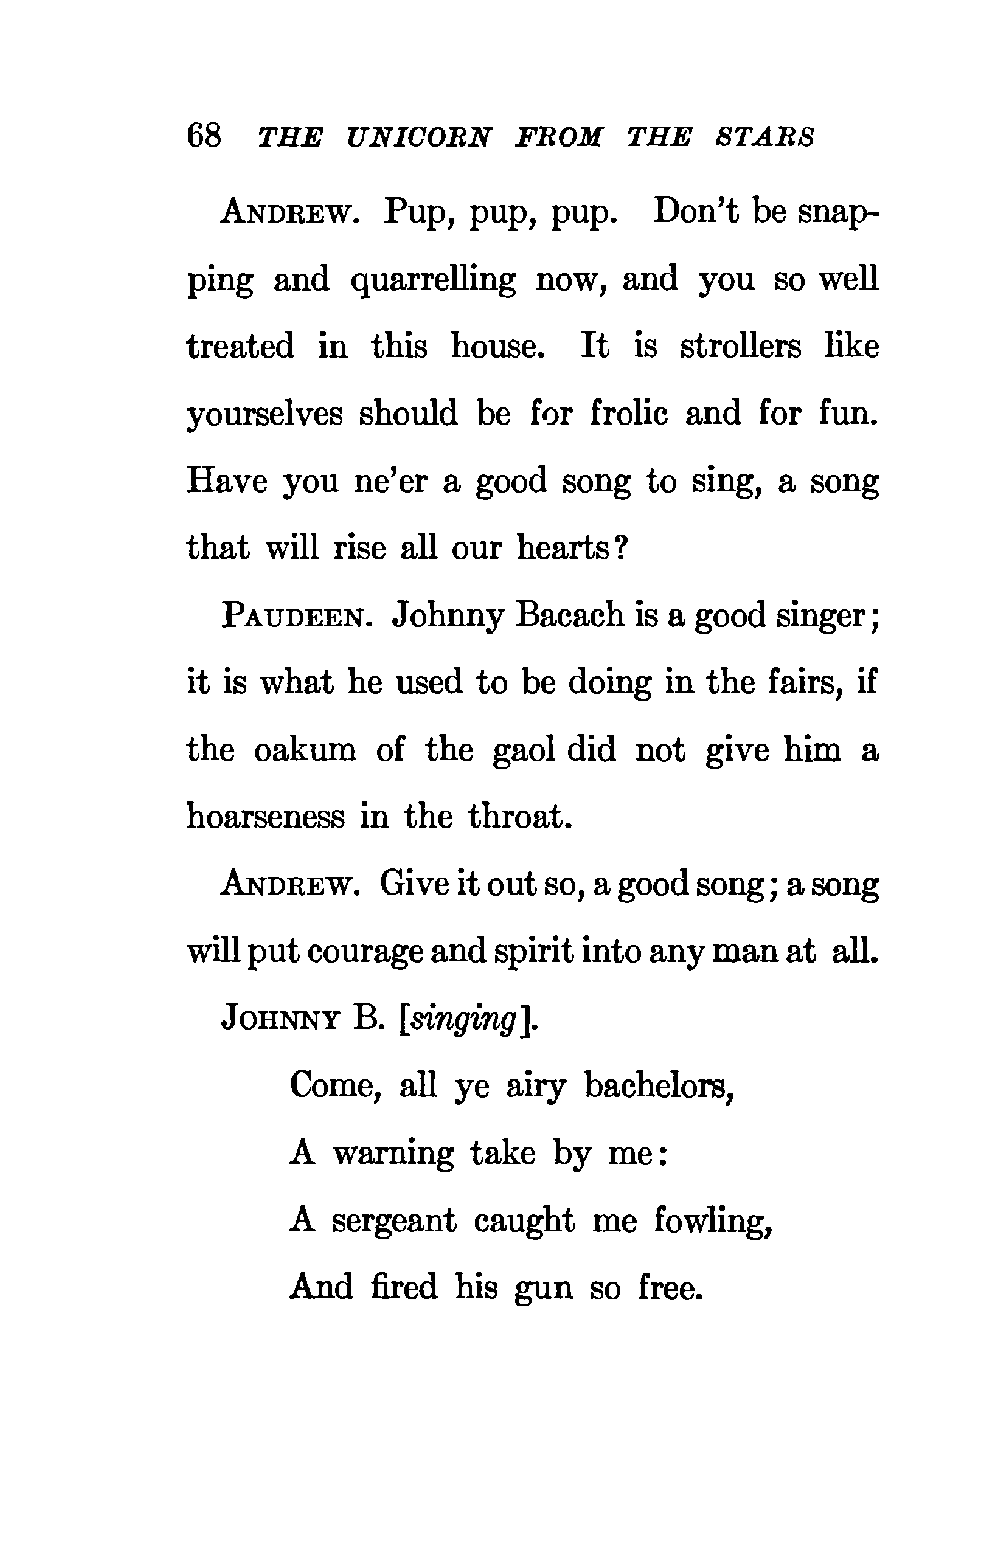 68 THE UNICORN FROM THE STARS
ANDREW. Pup, pup, pup. Don't be snap-
ping and quarrelling now, and you so well
treated in this house. It is strollers like
yourselves should be for frolic and for fun.
Have you ne'er a good song to sing, a song
that will rise all our hearts?
PAUDEEN. Johnny Bacach is a good singer;
it is what he used to be doing in the fairs, if
the oakum of the gaol did not give him a
hoarseness in the throat.
ANDREW. Give it out so, a good song; a song
will put courage and spirit into any man at all.
JOHNNY B. [singing].
Come, all ye airy bachelors,
A warning take by me:
A sergeant caught me fowling,
And fired his gun so free.